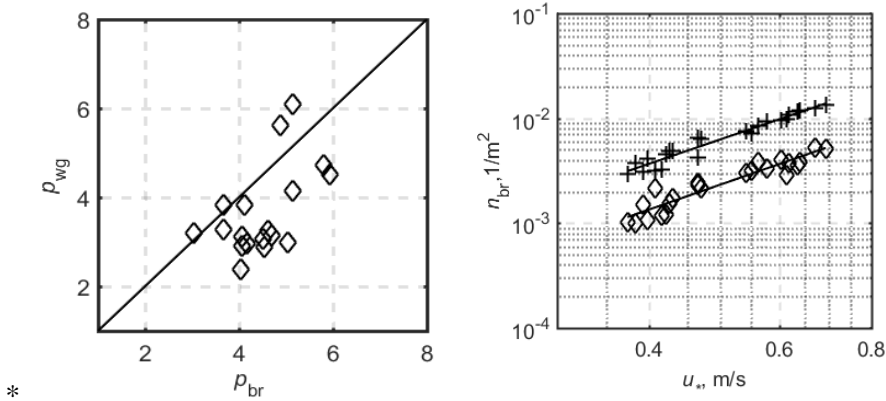 8
6
4
2
p_wg
2 4 6 8
p_br
10^-1
10^-2
10^-3
10^-4
n_br, 1/m^2
0.4 0.6 0.8
u_*, m/s
*